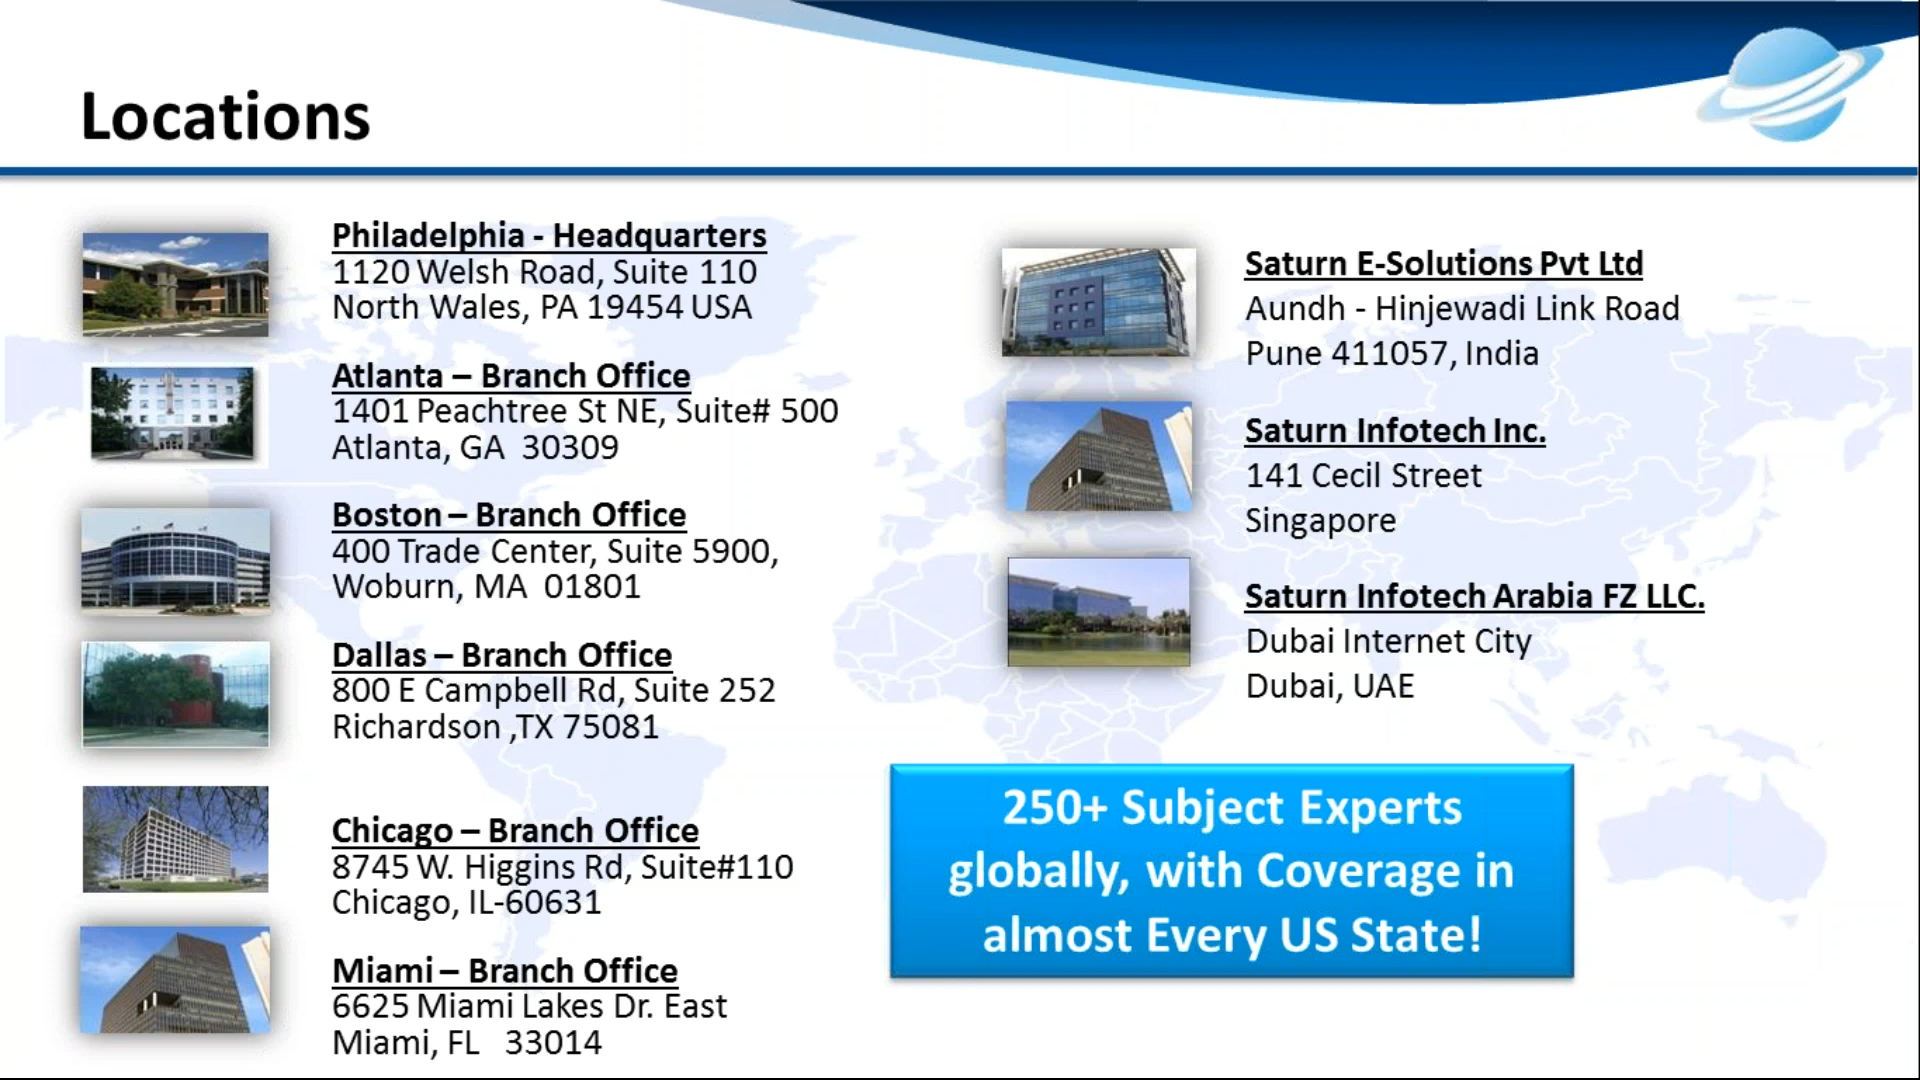 Locations
Philadelphia - Headquarters
1120 Welsh Road, Suite 110
North Wales, PA 19454 USA
Atlanta – Branch Office
1401 Peachtree St NE, Suite# 500
Atlanta, GA  30309
Boston – Branch Office
400 Trade Center, Suite 5900,
Woburn, MA  01801
Dallas – Branch Office
800 E Campbell Rd, Suite 252
Richardson ,TX 75081
Chicago – Branch Office
8745 W. Higgins Rd, Suite#110
Chicago, IL-60631
Miami – Branch Office
6625 Miami Lakes Dr. East
Miami, FL   33014
Saturn E-Solutions Pvt Ltd
Aundh - Hinjewadi Link Road
Pune 411057, India
Saturn Infotech Inc.
141 Cecil Street
Singapore
Saturn Infotech Arabia FZ LLC.
Dubai Internet City
Dubai, UAE
250+ Subject Experts
globally, with Coverage in
almost Every US State!